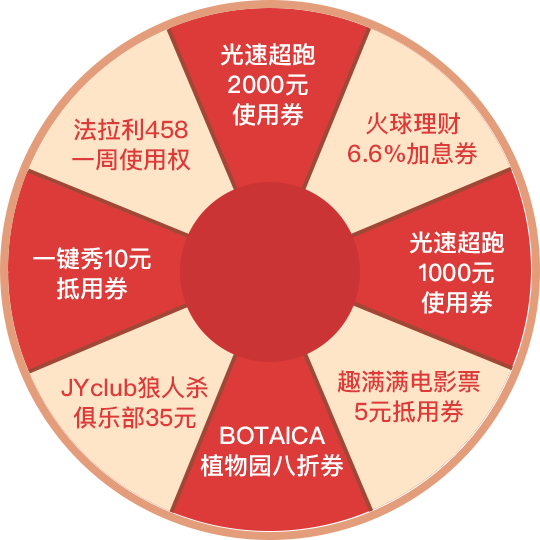 光速超跑
2000元
使用券
火球理财
6.6%加息券
光速超跑
1000元
使用券
趣满满电影票
5元抵用券
BOTAICA
植物园八折券
JYclub狼人杀
俱乐部35元
一键秀10元
抵用券
法拉利458
一周使用权